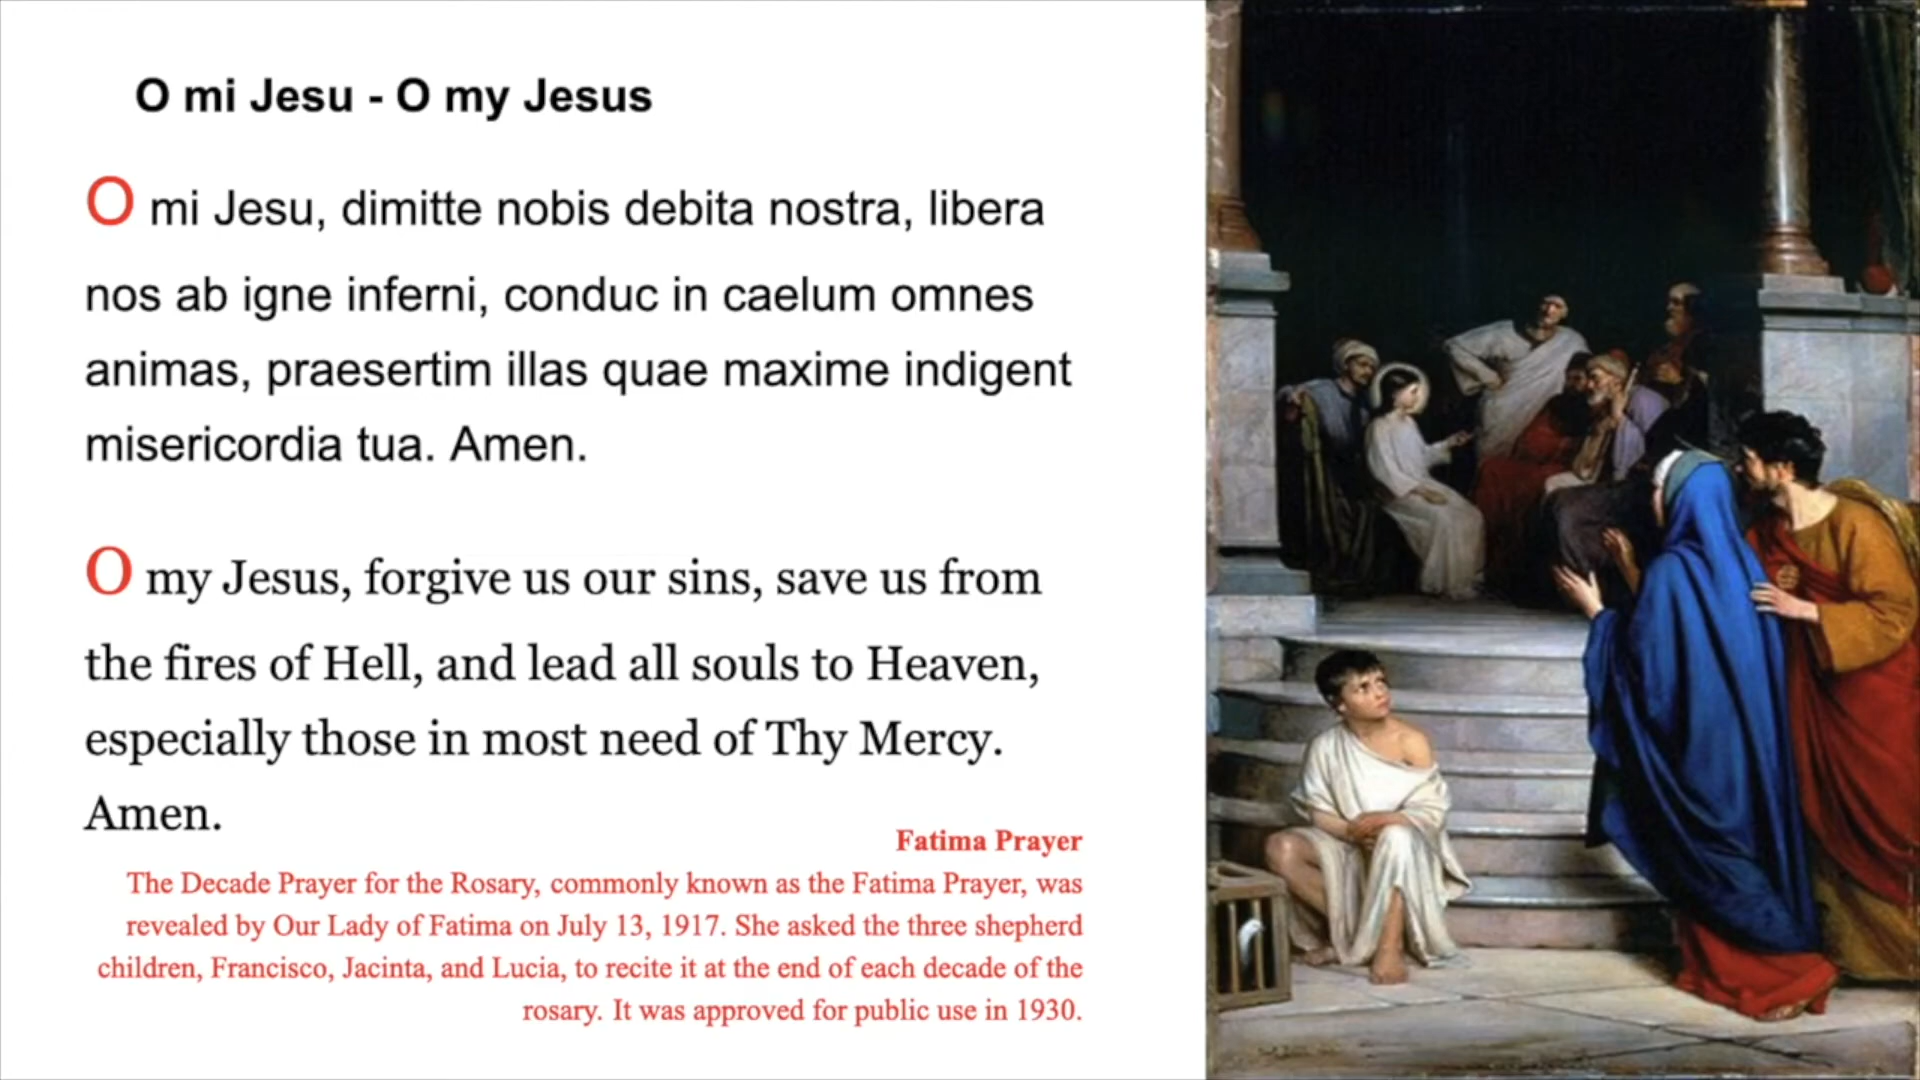 O mi Jesu - O my Jesus
O mi Jesu, dimitte nobis debita nostra, libera
nos ab igne inferni, conduc in caelum omnes
animas, praesertim illas quae maxime indigent
misericordia tua. Amen.
O my Jesus, forgive us our sins, save us from
the fires of Hell, and lead all souls to Heaven,
especially those in most need of Thy Mercy.
Amen.
Fatima Prayer
The Decade Prayer for the Rosary, commonly known as the Fatima Prayer, was
revealed by Our Lady of Fatima on July 13, 1917. She asked the three shepherd
children, Francisco, Jacinta, and Lucia, to recite it at the end of each decade of the
rosary. It was approved for public use in 1930.